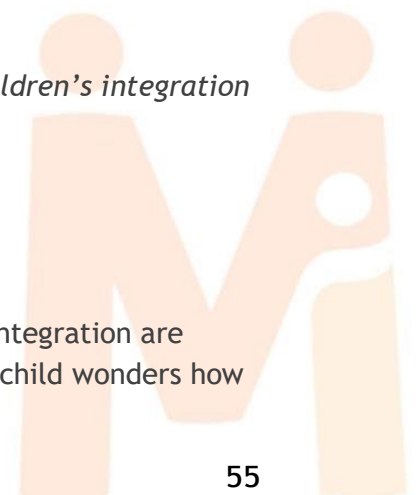 ldren’s integration
ntegration are
child wonders how
55